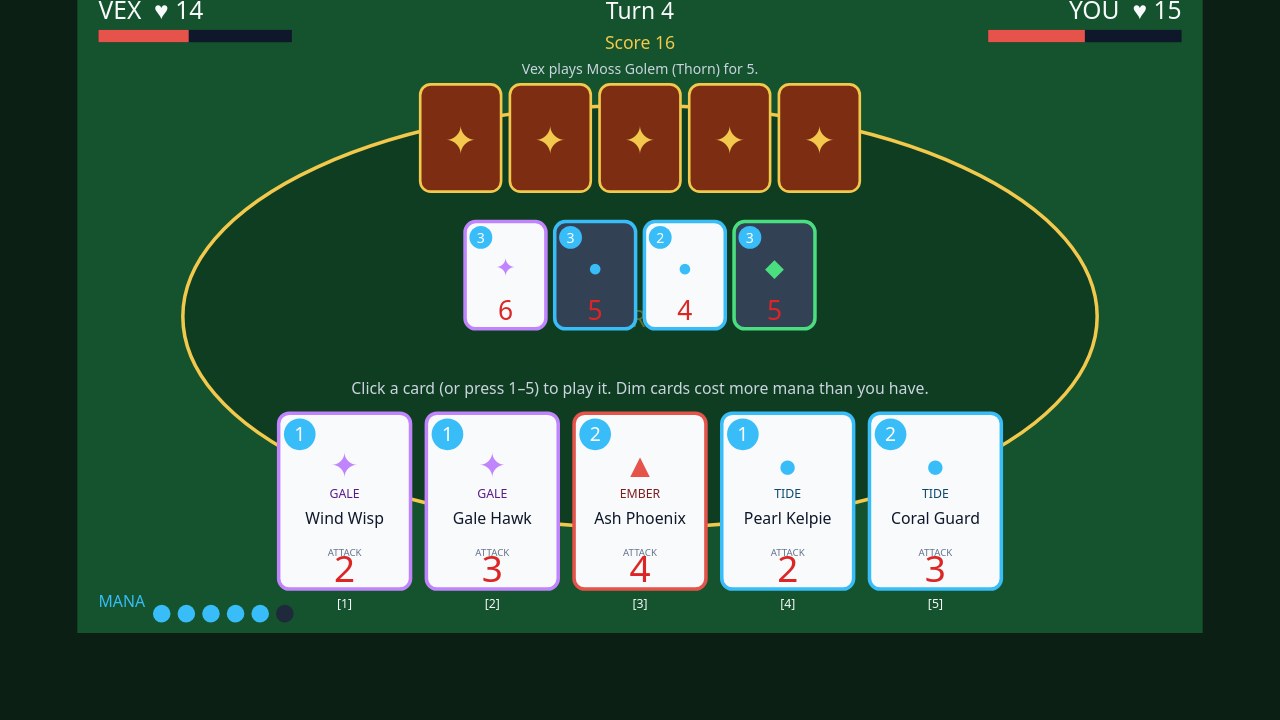 VEX ♥ 14
Turn 4
YOU ♥ 15
Score 16
Vex plays Moss Golem (Thorn) for 5.
3 3 2 3
6 5 4 5
Click a card (or press 1–5) to play it. Dim cards cost more mana than you have.
1 1 2 1 2
GALE GALE EMBER TIDE TIDE
Wind Wisp Gale Hawk Ash Phoenix Pearl Kelpie Coral Guard
ATTACK ATTACK ATTACK ATTACK ATTACK
2 3 4 2 3
MANA
[1] [2] [3] [4] [5]